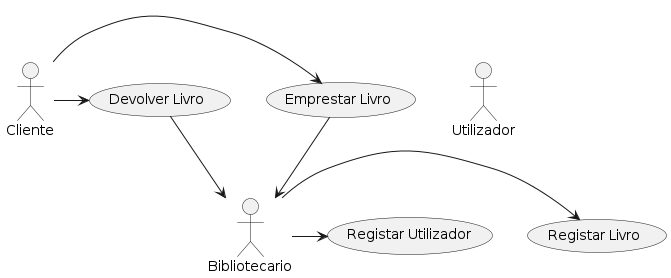 Devolver Livro
Emprestar Livro
Cliente
Utilizador
Registar Utilizador
Registar Livro
Bibliotecario